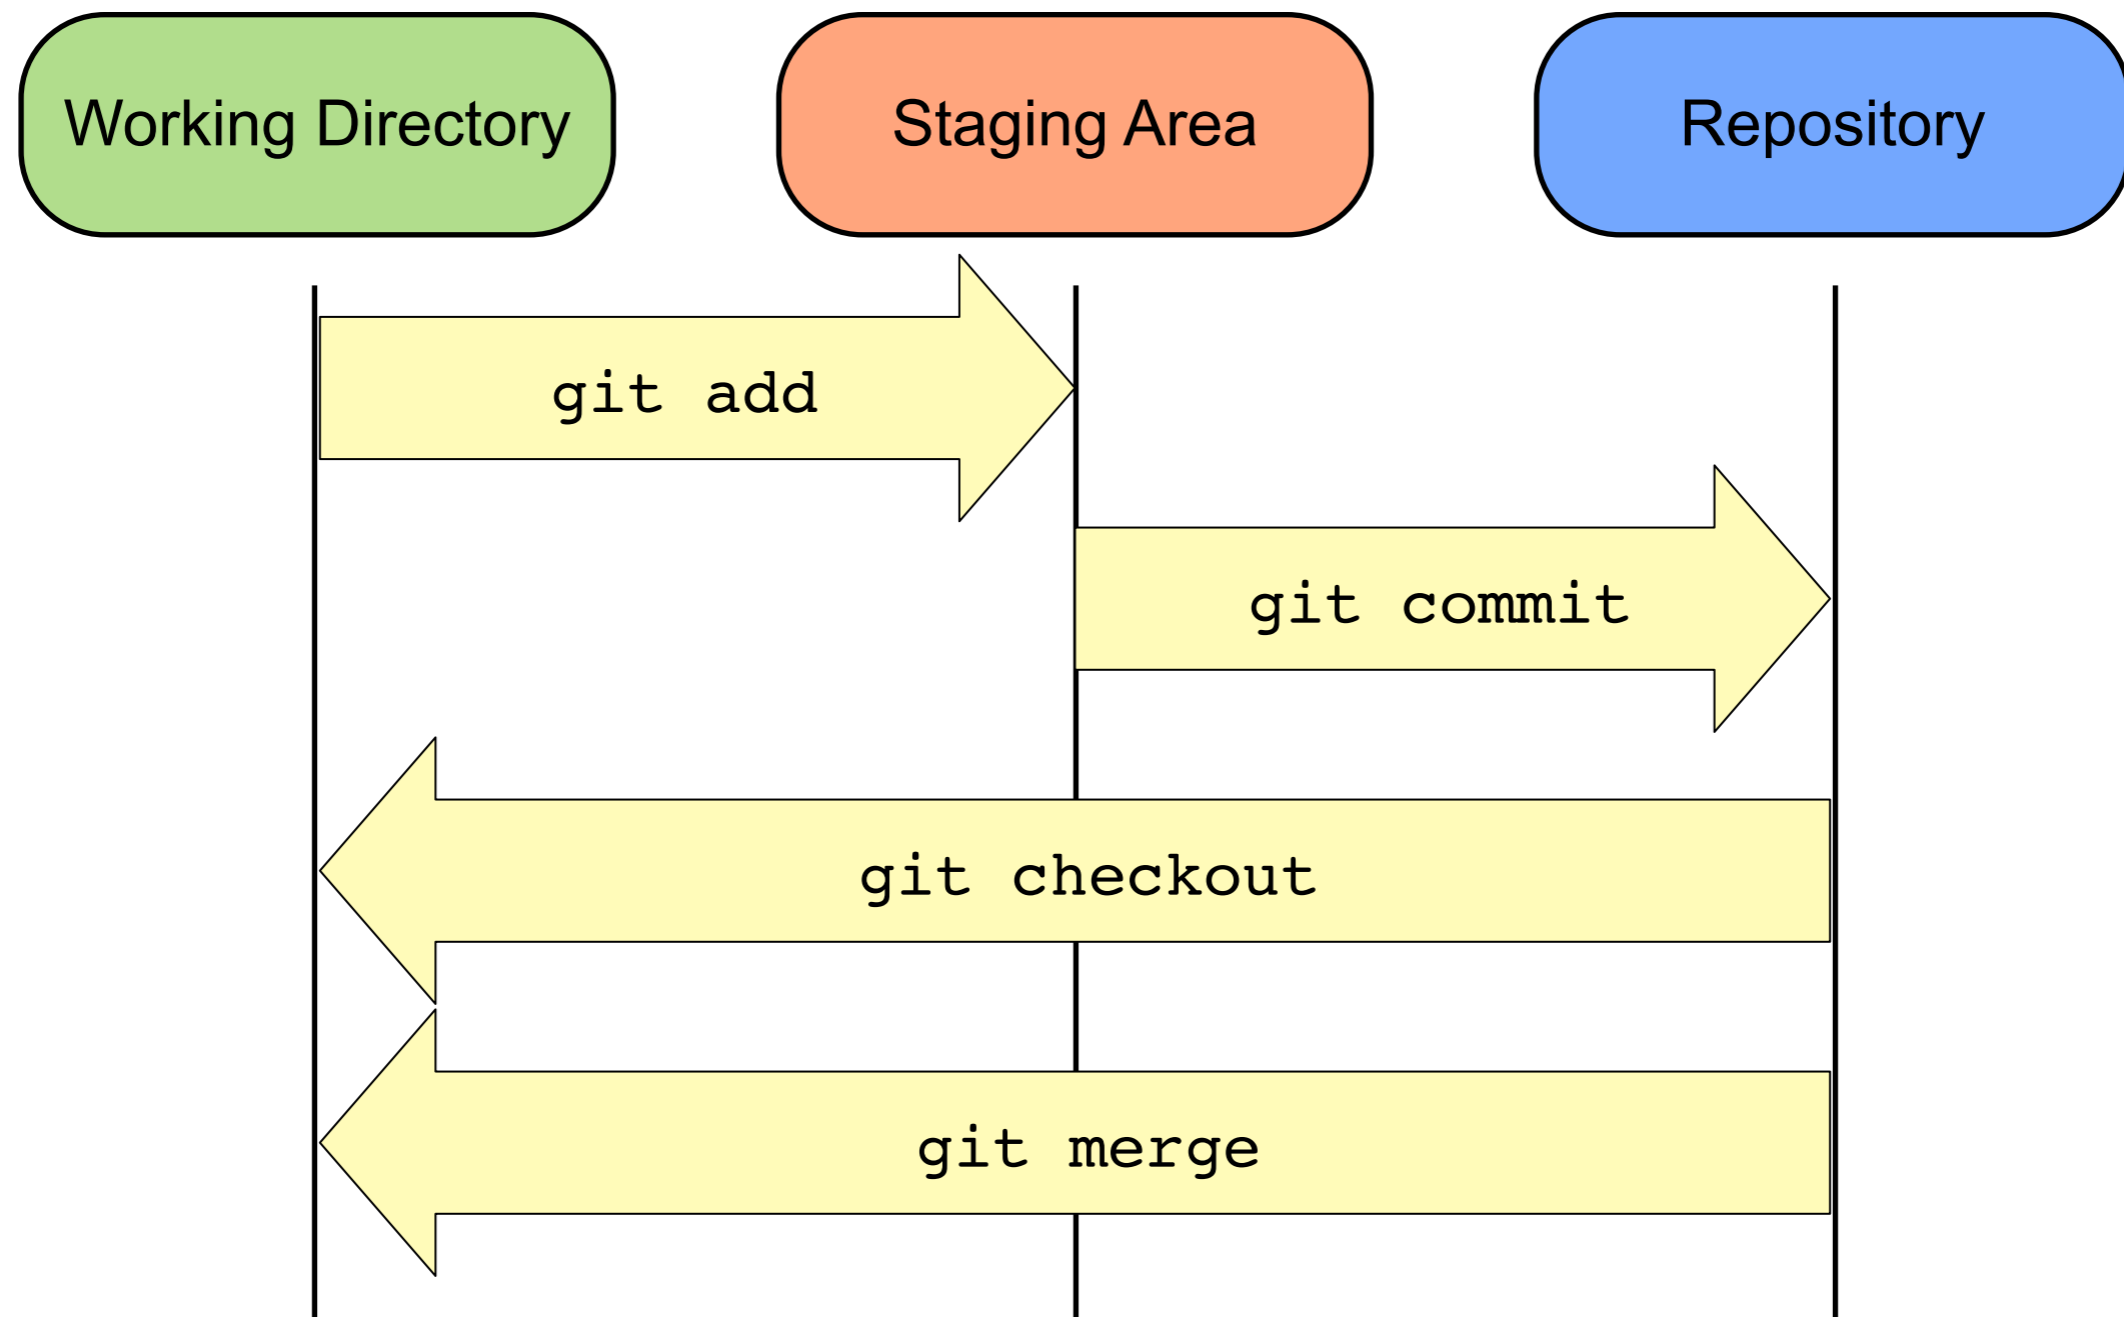 Working Directory
Staging Area
Repository
git add
git commit
git checkout
git merge